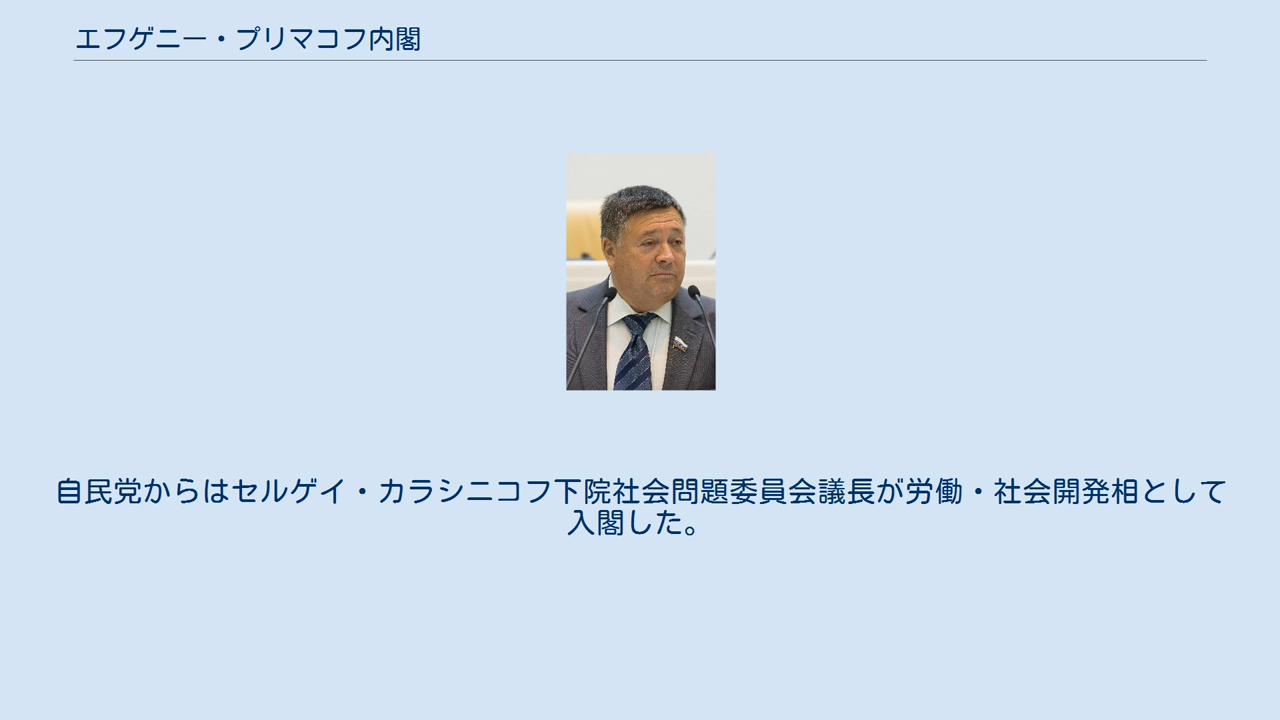 エフゲニー・プリマコフ内閣
自民党からはセルゲイ・カラシニコフ下院社会問題委員会議長が労働・社会開発相として
入閣した。